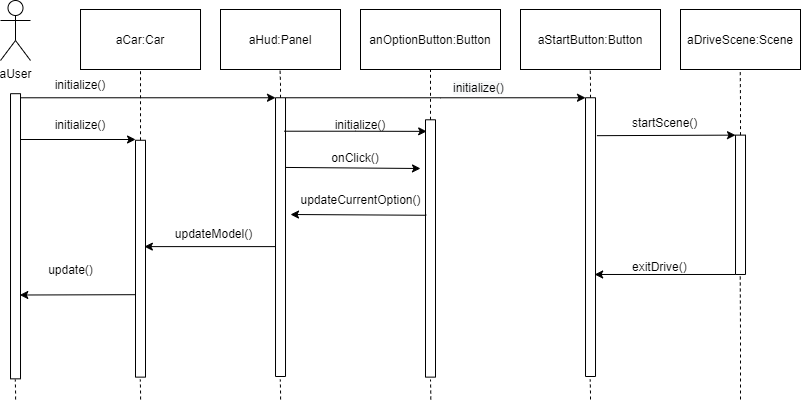 aUser
aCar:Car
aHud:Panel
anOptionButton:Button
aStartButton:Button
aDriveScene:Scene
initialize()
initialize()
initialize()
initialize()
startScene()
onClick()
updateCurrentOption()
updateModel()
update()
exitDrive()